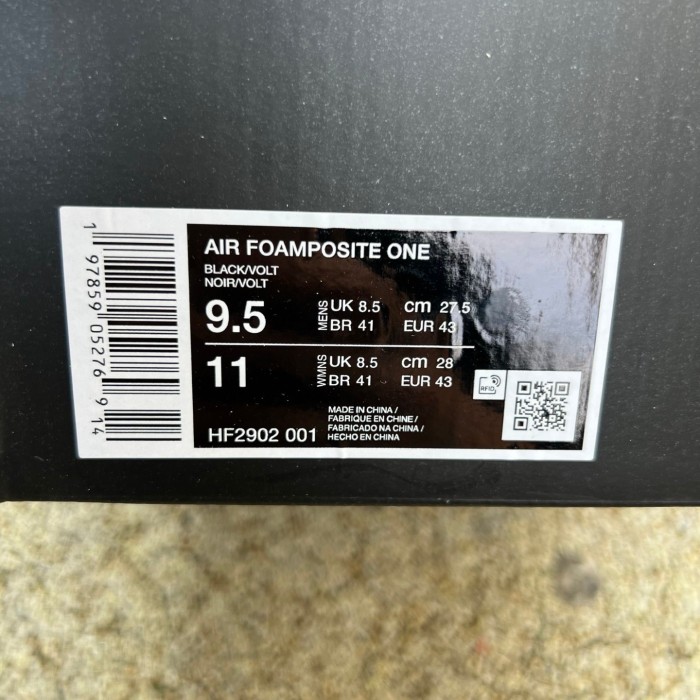 AIR FOAMPOSITE ONE
BLACK/VOLT
NOIR/VOLT
9.5 MENS UK 8.5 cm 27.5
BR 41 EUR 43
11 WMNS UK 8.5 cm 28
BR 41 EUR 43
RFID
HF2902 001
MADE IN CHINA /
FABRIQUE EN CHINE /
FABRICADO NA CHINA /
HECHO EN CHINA
1 97859 05276 9 14